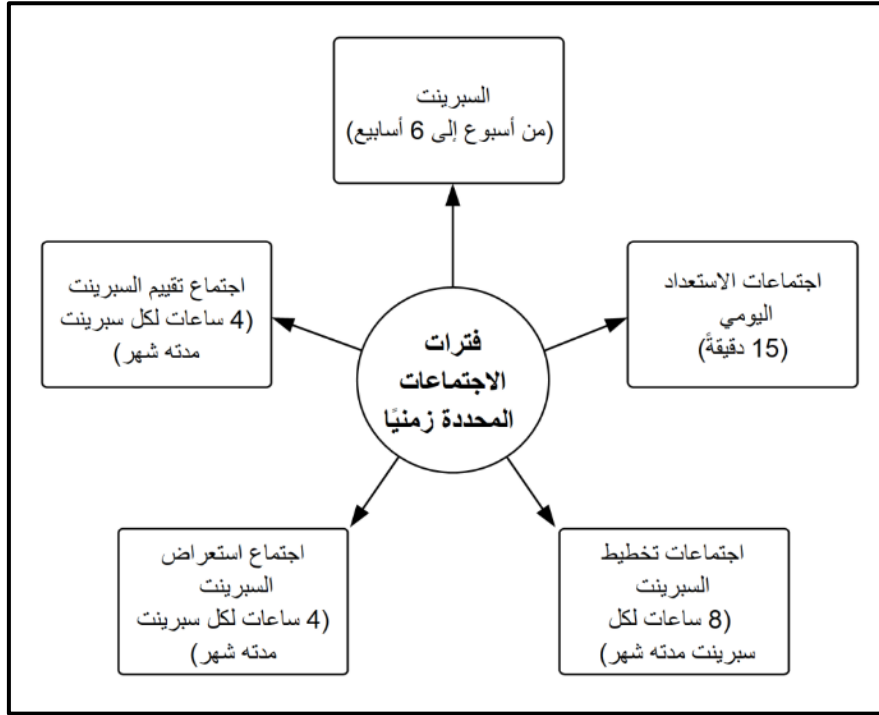 السبرينت
(من أسبوع إلى 6 أسابيع)
اجتماع تقييم السبرينت
(4 ساعات لكل سبرينت
مدته شهر)
اجتماعات الاستعداد
اليومي
(15 دقيقةً)
فترات
الاجتماعات
المحددة زمنيًا
اجتماع استعراض
السبرينت
(4 ساعات لكل سبرينت
مدته شهر)
اجتماعات تخطيط
السبرينت
(8 ساعات لكل
سبرينت مدته شهر)